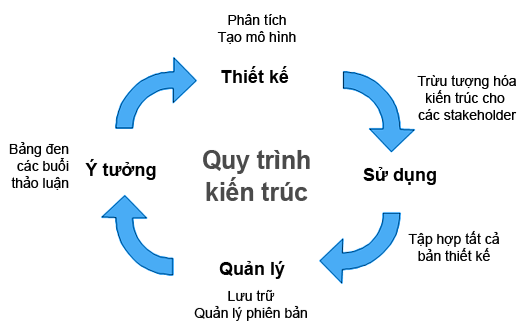 Phân tích
Tạo mô hình
Thiết kế
Trừu tượng hóa
kiến trúc cho
các stakeholder
Bảng đen
các buổi
thảo luận
Ý tưởng
Quy trình
kiến trúc
Sử dụng
Tập hợp tất cả
bản thiết kế
Quản lý
Lưu trữ
Quản lý phiên bản